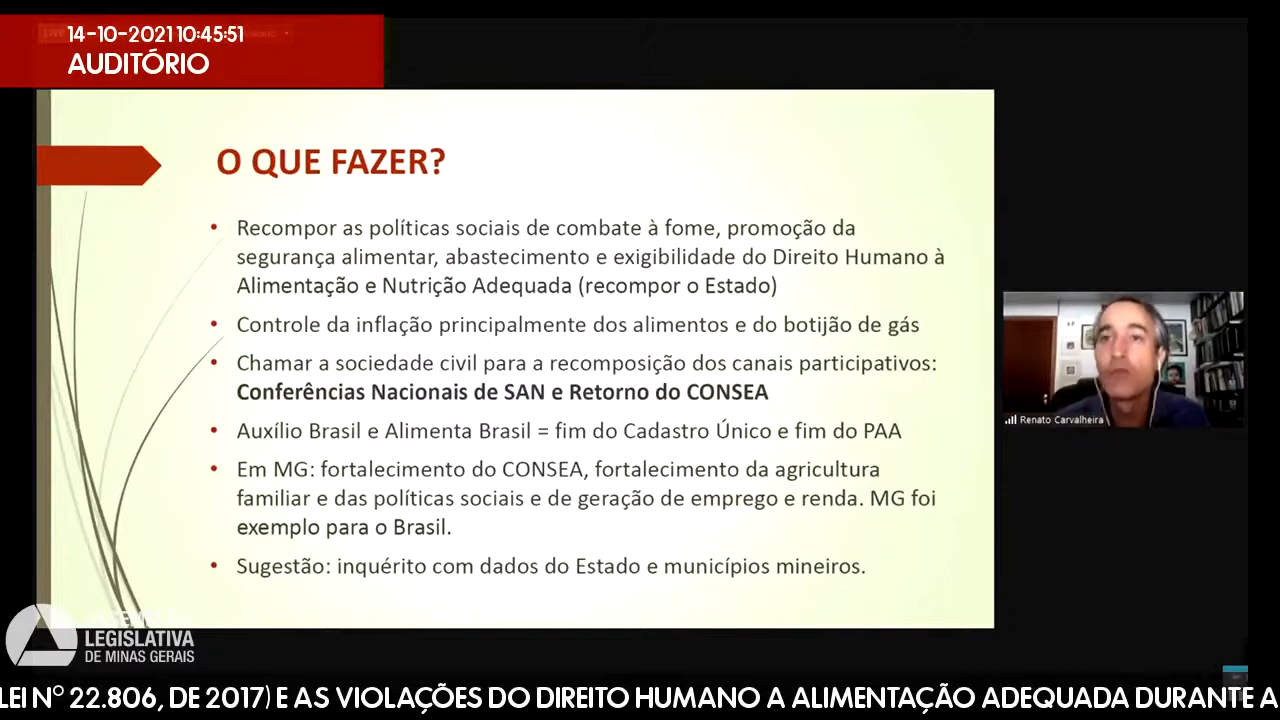 14-10-2021 10:45:51
AUDITÓRIO
O QUE FAZER?
• Recompor as políticas sociais de combate à fome, promoção da
segurança alimentar, abastecimento e exigibilidade do Direito Humano à
Alimentação e Nutrição Adequada (recompor o Estado)
• Controle da inflação principalmente dos alimentos e do botijão de gás
• Chamar a sociedade civil para a recomposição dos canais participativos:
Conferências Nacionais de SAN e Retorno do CONSEA
• Auxílio Brasil e Alimenta Brasil = fim do Cadastro Único e fim do PAA
• Em MG: fortalecimento do CONSEA, fortalecimento da agricultura
familiar e das políticas sociais e de geração de emprego e renda. MG foi
exemplo para o Brasil.
• Sugestão: inquérito com dados do Estado e municípios mineiros.
Renato Carvalheira
LEGISLATIVA
DE MINAS GERAIS
LEI N° 22.806, DE 2017) E AS VIOLAÇÕES DO DIREITO HUMANO A ALIMENTAÇÃO ADEQUADA DURANTE A